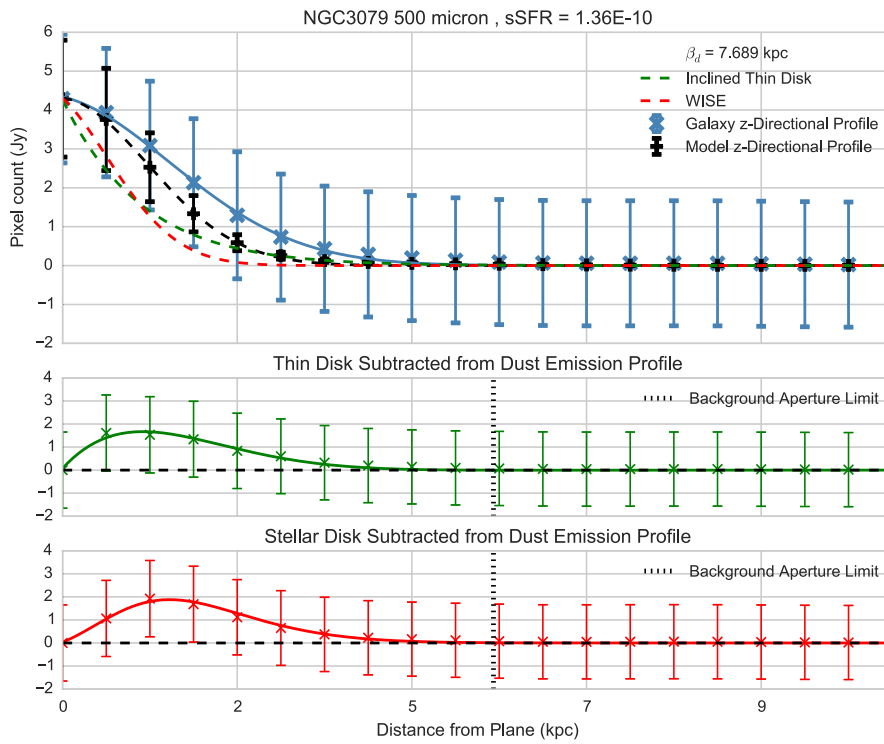 NGC3079 500 micron , sSFR = 1.36E-10
6
5
4
3
2
1
0
−1
−2
Pixel count (Jy)
β_d = 7.689 kpc
Inclined Thin Disk
WISE
Galaxy z-Directional Profile
Model z-Directional Profile
Thin Disk Subtracted from Dust Emission Profile
4
3
2
1
0
−1
−2
Background Aperture Limit
Stellar Disk Subtracted from Dust Emission Profile
4
3
2
1
0
−1
−2
Background Aperture Limit
0 2 5 7 9
Distance from Plane (kpc)